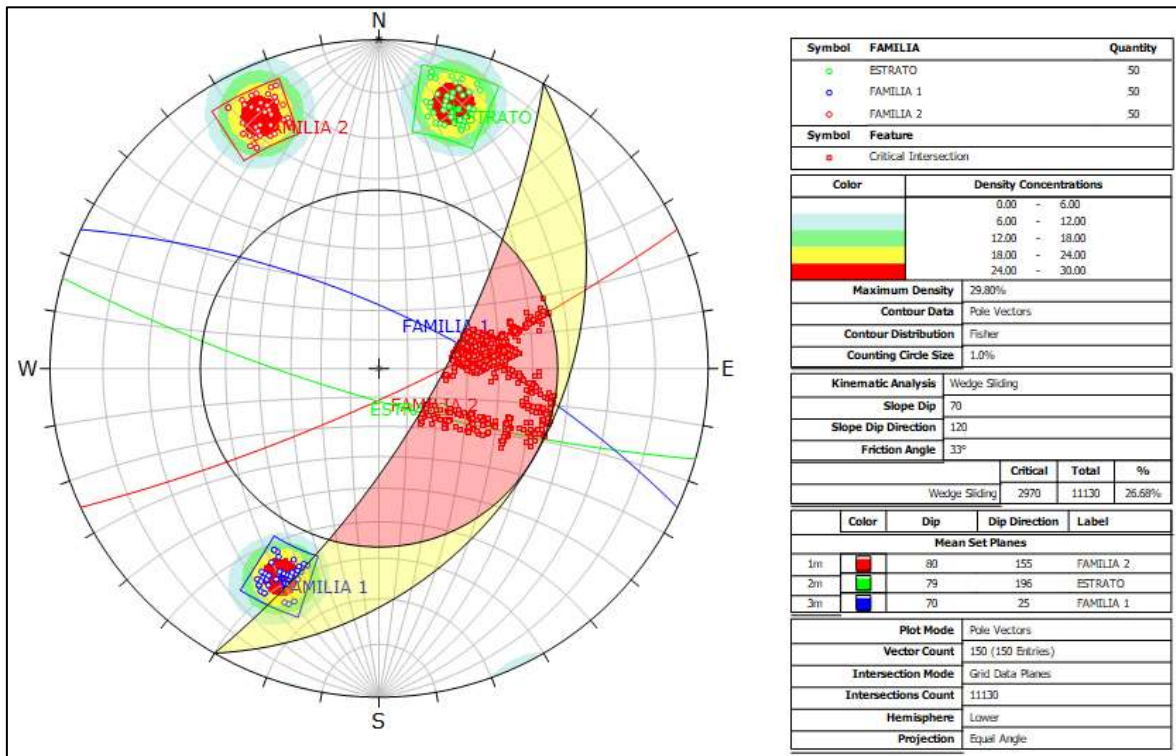 N
FAMILIA 2
ESTRATO
FAMILIA 1
W
E
FAMILIA 2
FAMILIA 1
S
Symbol FAMILIA Quantity
ESTRATO 50
FAMILIA 1 50
FAMILIA 2 50
Symbol Feature
Critical Intersection
Color Density Concentrations
0.00 - 6.00
6.00 - 12.00
12.00 - 18.00
18.00 - 24.00
24.00 - 30.00
Maximum Density 29.80%
Contour Data Pole Vectors
Contour Distribution Fisher
Counting Circle Size 1.0%
Kinematic Analysis Wedge Sliding
Slope Dip 70
Slope Dip Direction 120
Friction Angle 33°
Critical Total %
Wedge Sliding 2970 11130 26.68%
Color Dip Dip Direction Label
Mean Set Planes
1m 80 155 FAMILIA 2
2m 79 196 ESTRATO
3m 70 25 FAMILIA 1
Plot Mode Pole Vectors
Vector Count 150 (150 Entries)
Intersection Mode Grid Data Planes
Intersections Count 11130
Hemisphere Lower
Projection Equal Angle